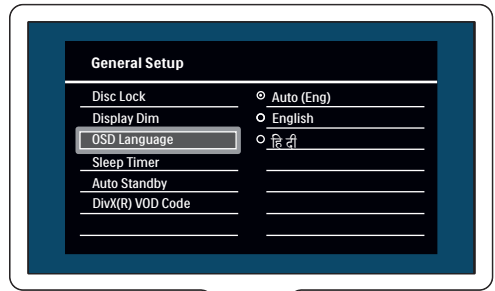 General Setup
Disc Lock
Display Dim
OSD Language
Sleep Timer
Auto Standby
DivX(R) VOD Code
Auto (Eng)
English
हि दी